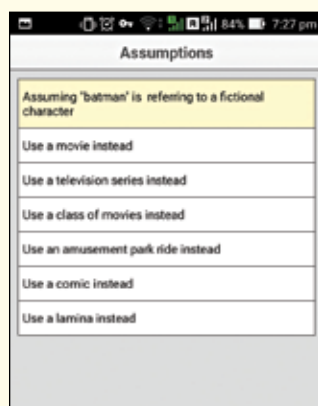 84% 7:27 pm
Assumptions
Assuming "batman" is referring to a fictional
character
Use a movie instead
Use a television series instead
Use a class of movies instead
Use an amusement park ride instead
Use a comic instead
Use a lamina instead